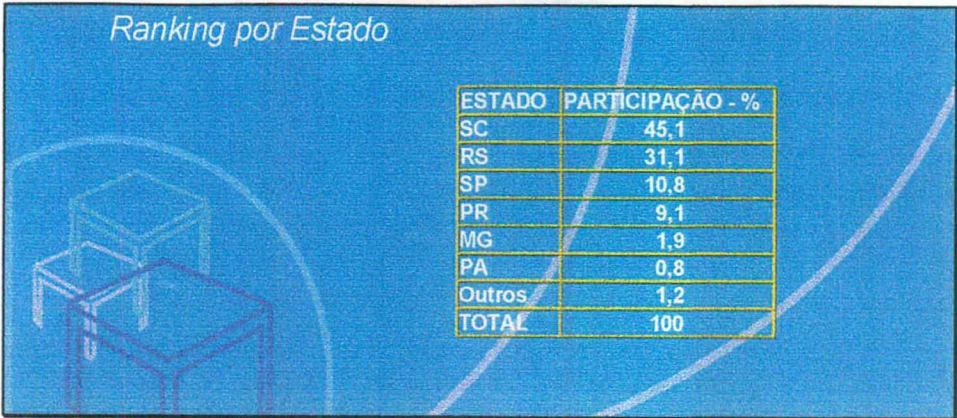 Ranking por Estado
ESTADO PARTICIPAÇÃO - %
SC 45,1
RS 31,1
SP 10,8
PR 9,1
MG 1,9
PA 0,8
Outros 1,2
TOTAL 100